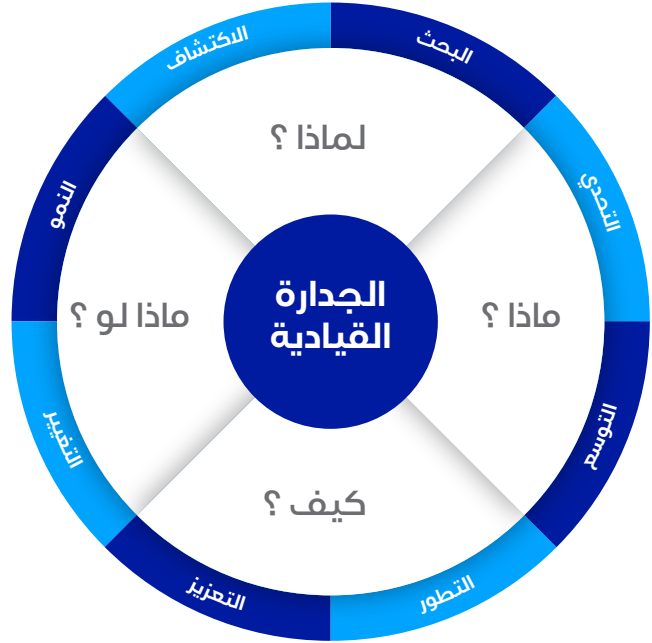 الاكتشاف
البحث
لماذا ؟
التحدي
النمو
الجدارة
القيادية
ماذا ؟
ماذا لو ؟
التوسع
التغيير
كيف ؟
التطور
التعزيز